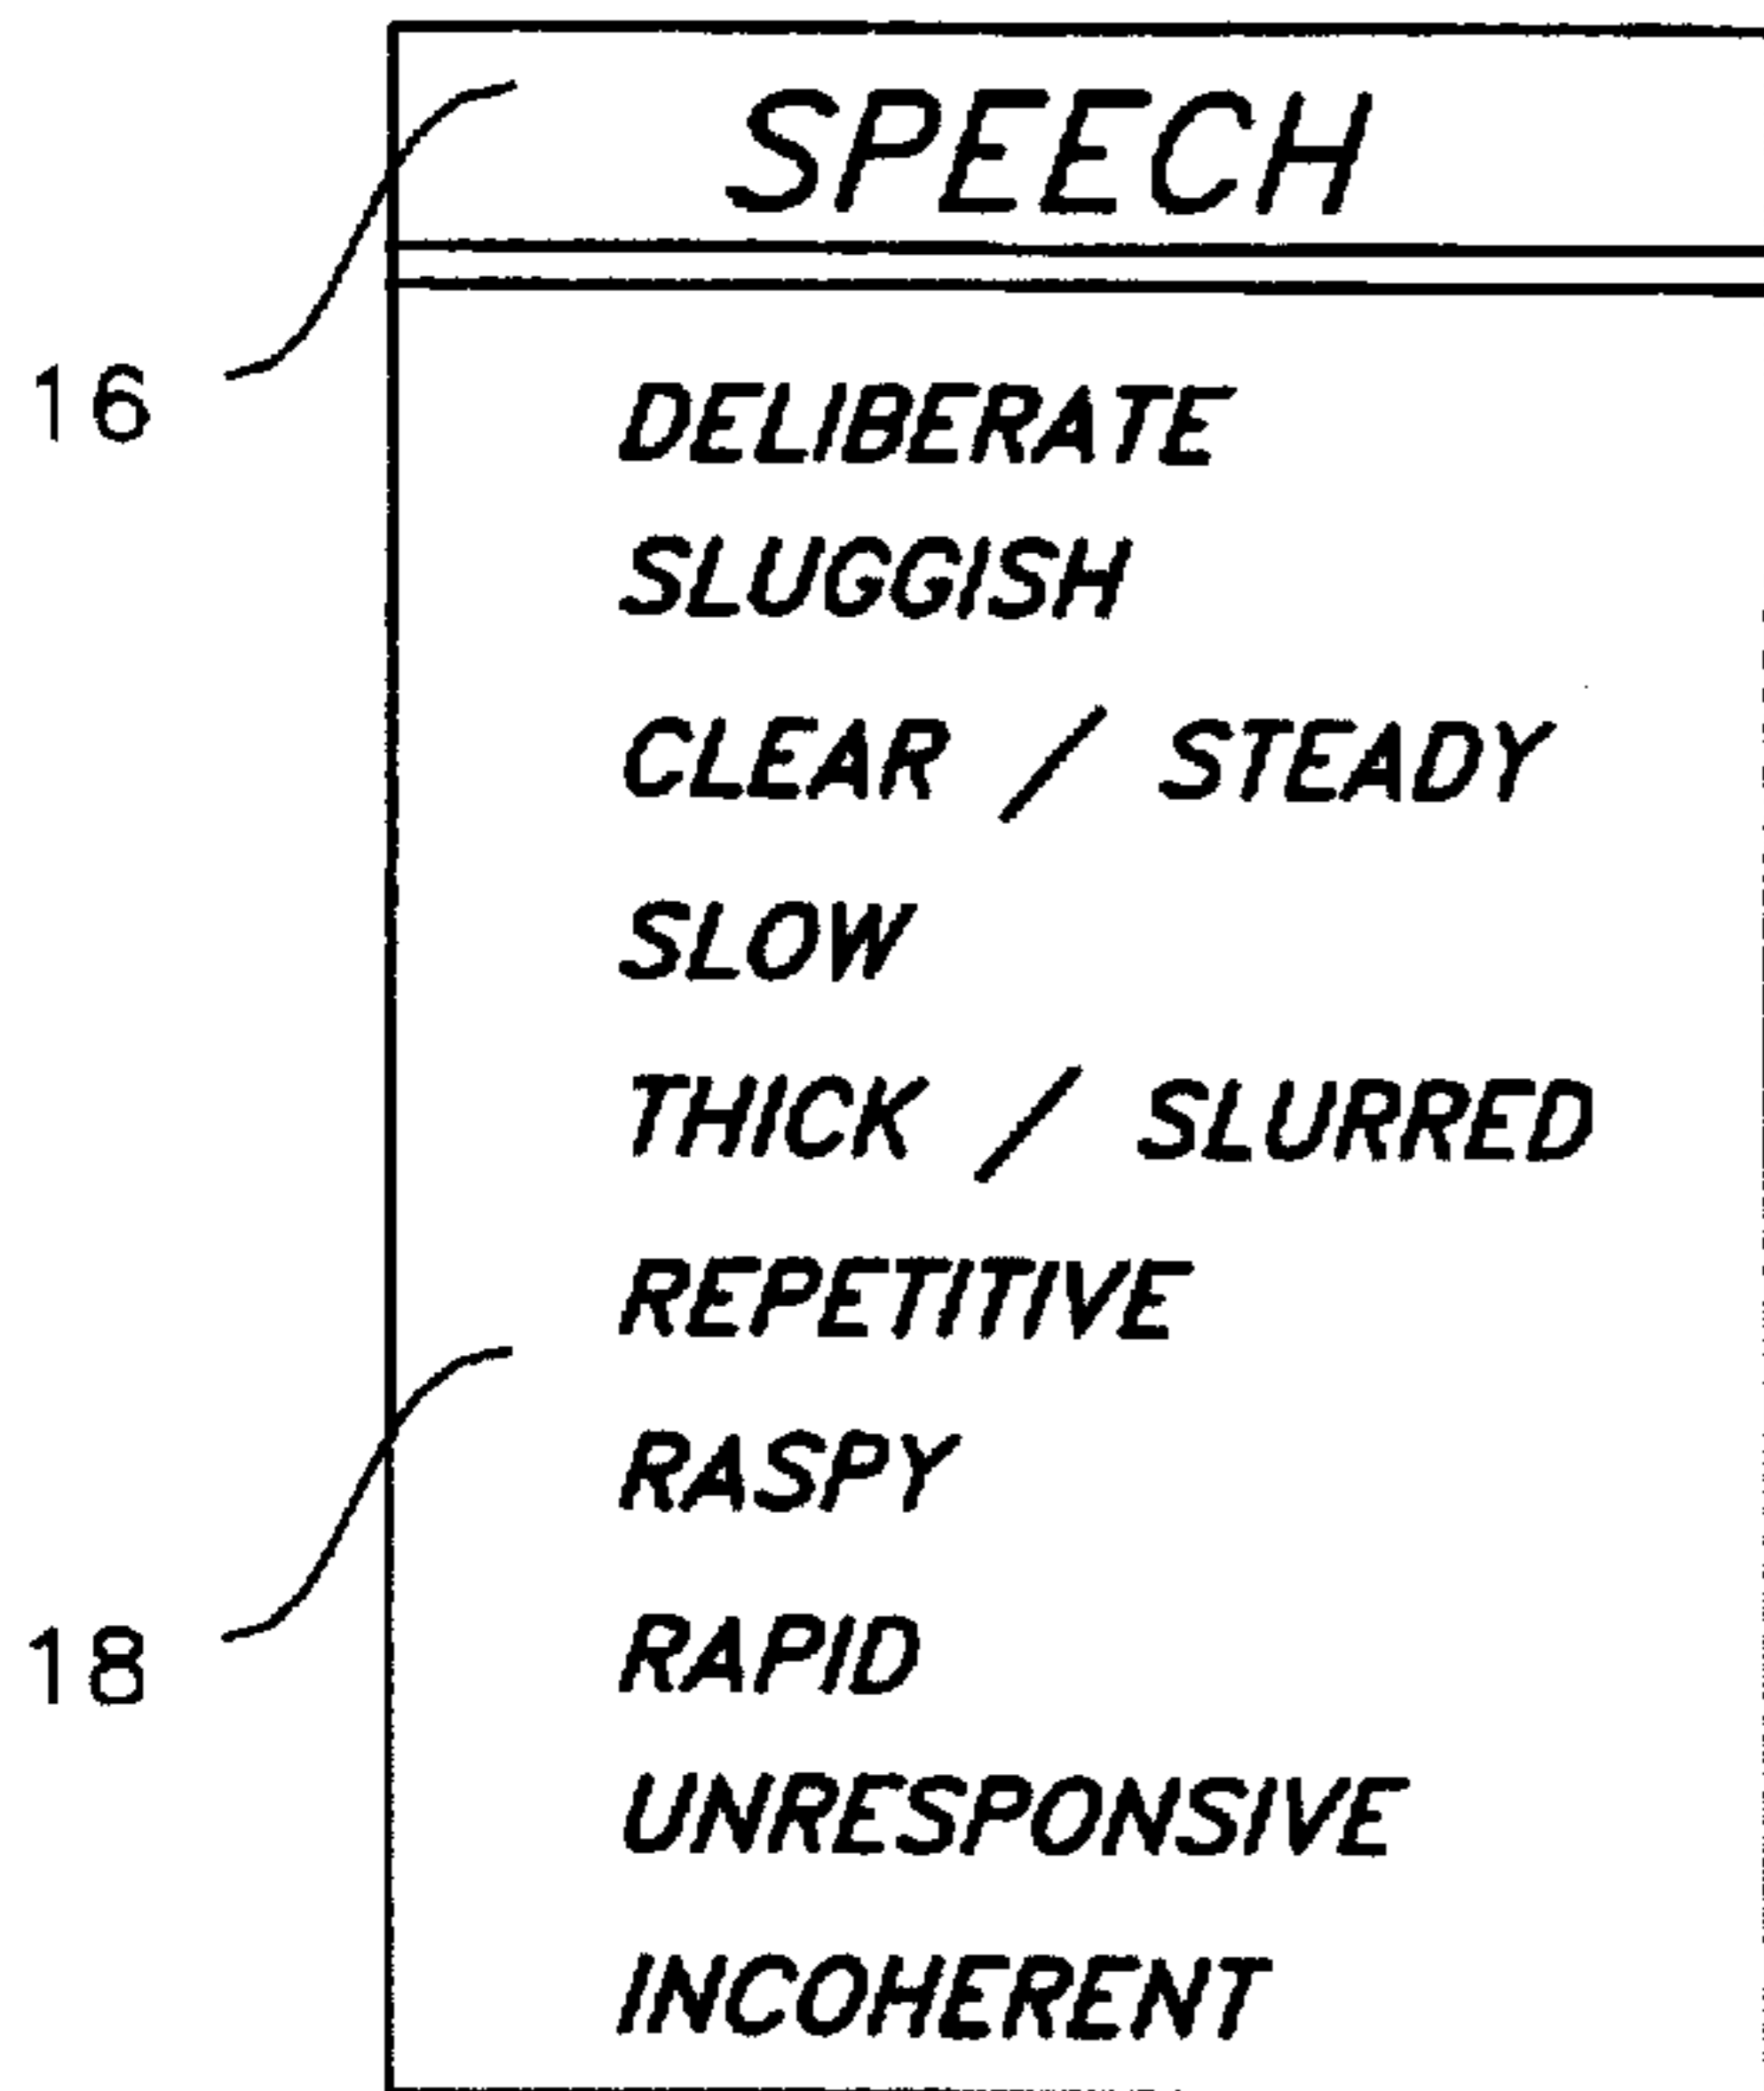 SPEECH
16
DELIBERATE
SLUGGISH
CLEAR / STEADY
SLOW
THICK / SLURRED
REPETITIVE
RASPY
18
RAPID
UNRESPONSIVE
INCOHERENT